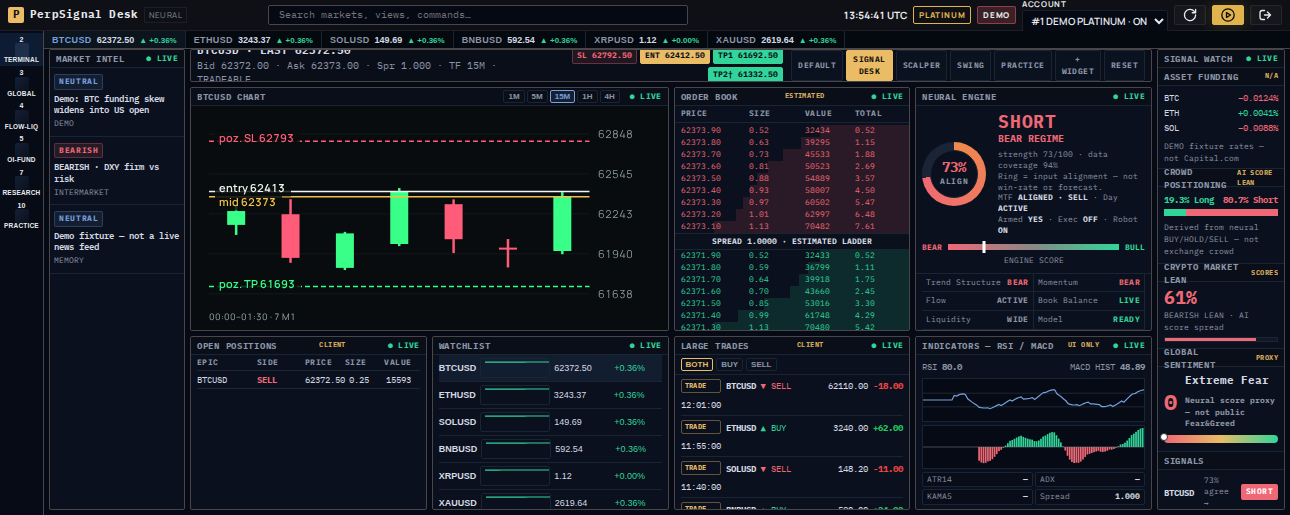 P PerpSignal Desk NEURAL
Search markets, views, commands…
13:54:41 UTC PLATINUM DEMO
ACCOUNT
#1 DEMO PLATINUM · ON
BTCUSD 62372.50 ▲ +0.36%
ETHUSD 3243.37 ▲ +0.36%
SOLUSD 149.69 ▲ +0.36%
BNBUSD 592.54 ▲ +0.36%
XRPUSD 1.12 ▲ +0.00%
XAUUSD 2619.64 ▲ +0.36%
2
TERMINAL
3
GLOBAL
4
FLOW-LIQ
5
OI-FUND
7
RESEARCH
10
PRACTICE
MARKET INTEL ● LIVE
NEUTRAL
Demo: BTC funding skew
widens into US open
DEMO
BEARISH
BEARISH · DXY firm vs
risk
INTERMARKET
NEUTRAL
Demo fixture — not a live
news feed
MEMORY
BTCUSD · LAST 62372.50
Bid 62372.00 · Ask 62373.00 · Spr 1.000 · TF 15M ·
TRADEABLE
SL 62792.50 ENT 62412.50 TP1 61692.50
TP2† 61332.50
DEFAULT
SIGNAL
DESK
SCALPER
SWING
PRACTICE
+
WIDGET
RESET
BTCUSD CHART 1M 5M 15M 1H 4H ● LIVE
poz. SL 62793
entry 62413
mid 62373
poz. TP 61693
62848
62545
62243
61940
61638
00:00–01:30 · 7 M1
ORDER BOOK ESTIMATED ● LIVE
PRICE SIZE VALUE TOTAL
62373.90 0.52 32434 0.52
62373.80 0.63 39295 1.15
62373.70 0.73 45533 1.88
62373.60 0.81 50523 2.69
62373.50 0.88 54889 3.57
62373.40 0.93 58007 4.50
62373.30 0.97 60502 5.47
62373.20 1.01 62997 6.48
62373.10 1.13 70482 7.61
SPREAD 1.0000 · ESTIMATED LADDER
62371.90 0.52 32433 0.52
62371.80 0.59 36799 1.11
62371.70 0.64 39918 1.75
62371.60 0.70 43660 2.45
62371.50 0.85 53016 3.30
62371.40 0.99 61748 4.29
62371.30 1.13 70480 5.42
NEURAL ENGINE ● LIVE
73%
ALIGN
SHORT
BEAR REGIME
strength 73/100 · data
coverage 94%
Ring = input alignment — not
win-rate or forecast.
MTF ALIGNED · SELL · Day
ACTIVE
Armed YES · Exec OFF · Robot
ON
BEAR BULL
ENGINE SCORE
Trend Structure BEAR Momentum BEAR
Flow ACTIVE Book Balance LIVE
Liquidity WIDE Model READY
OPEN POSITIONS CLIENT ● LIVE
EPIC SIDE PRICE SIZE VALUE
BTCUSD SELL 62372.50 0.25 15593
WATCHLIST ● LIVE
BTCUSD 62372.50 +0.36%
ETHUSD 3243.37 +0.36%
SOLUSD 149.69 +0.36%
BNBUSD 592.54 +0.36%
XRPUSD 1.12 +0.00%
XAUUSD 2619.64 +0.36%
LARGE TRADES CLIENT ● LIVE
BOTH BUY SELL
TRADE BTCUSD ▼ SELL 62110.00 -18.00
12:01:00
TRADE ETHUSD ▲ BUY 3240.00 +62.00
11:55:00
TRADE SOLUSD ▼ SELL 148.20 -11.00
11:40:00
INDICATORS — RSI / MACD UI ONLY ● LIVE
RSI 80.0 MACD HIST 48.89
ATR14 — ADX —
KAMA5 — Spread 1.000
SIGNAL WATCH ● LIVE
ASSET FUNDING N/A
BTC −0.0124%
ETH +0.0041%
SOL −0.0088%
DEMO fixture rates —
not Capital.com
CROWD
POSITIONING
AI SCORE
LEAN
19.3% Long 80.7% Short
Derived from neural
BUY/HOLD/SELL — not
exchange crowd
CRYPTO MARKET
LEAN
SCORES
61%
BEARISH LEAN · AI
score spread
GLOBAL
SENTIMENT
PROXY
0
Extreme Fear
Neural score proxy
— not public
Fear&Greed
SIGNALS
BTCUSD
73%
agree
→
SHORT